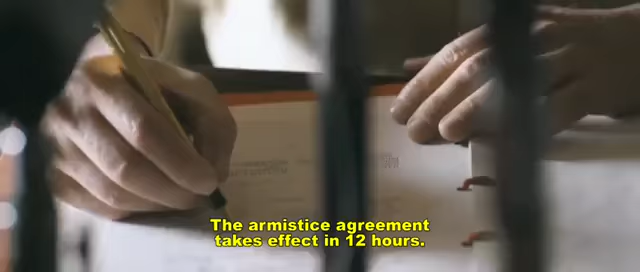 The armistice agreement
takes effect in 12 hours.